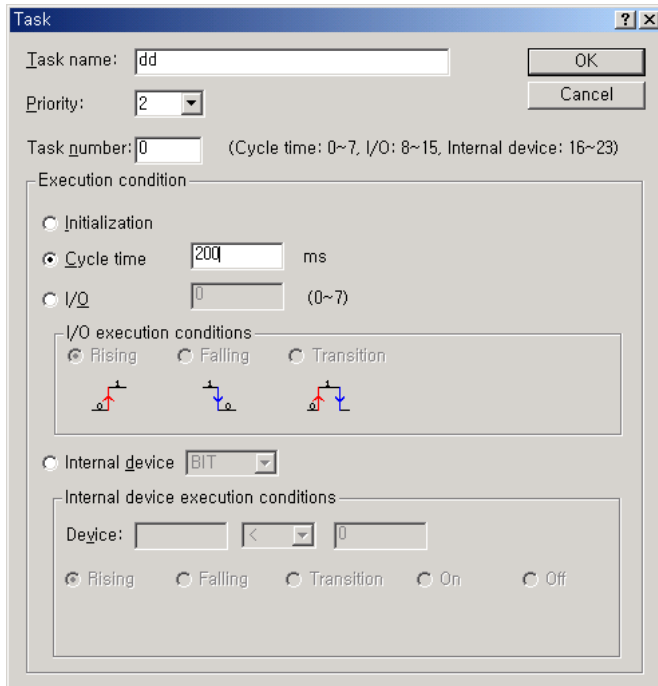 Task
Task name: dd
OK
Priority: 2
Cancel
Task number: 0 (Cycle time: 0~7, I/O: 8~15, Internal device: 16~23)
Execution condition
Initialization
Cycle time 200 ms
I/O 0 (0~7)
I/O execution conditions
Rising Falling Transition
0 1 1 0 0 1
Internal device BIT
Internal device execution conditions
Device: < 0
Rising Falling Transition On Off